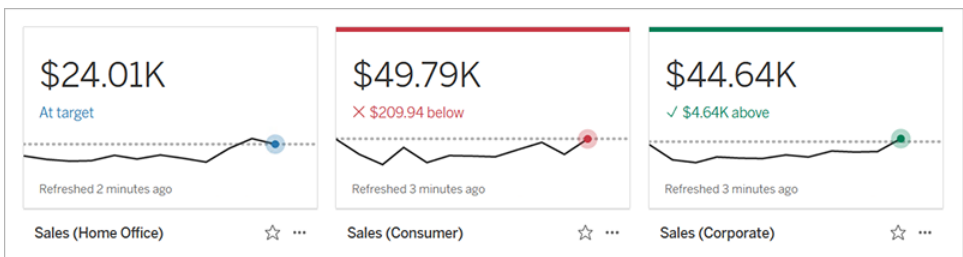 $24.01K
At target
Refreshed 2 minutes ago
Sales (Home Office)
$49.79K
$209.94 below
Refreshed 3 minutes ago
Sales (Consumer)
$44.64K
$4.64K above
Refreshed 3 minutes ago
Sales (Corporate)